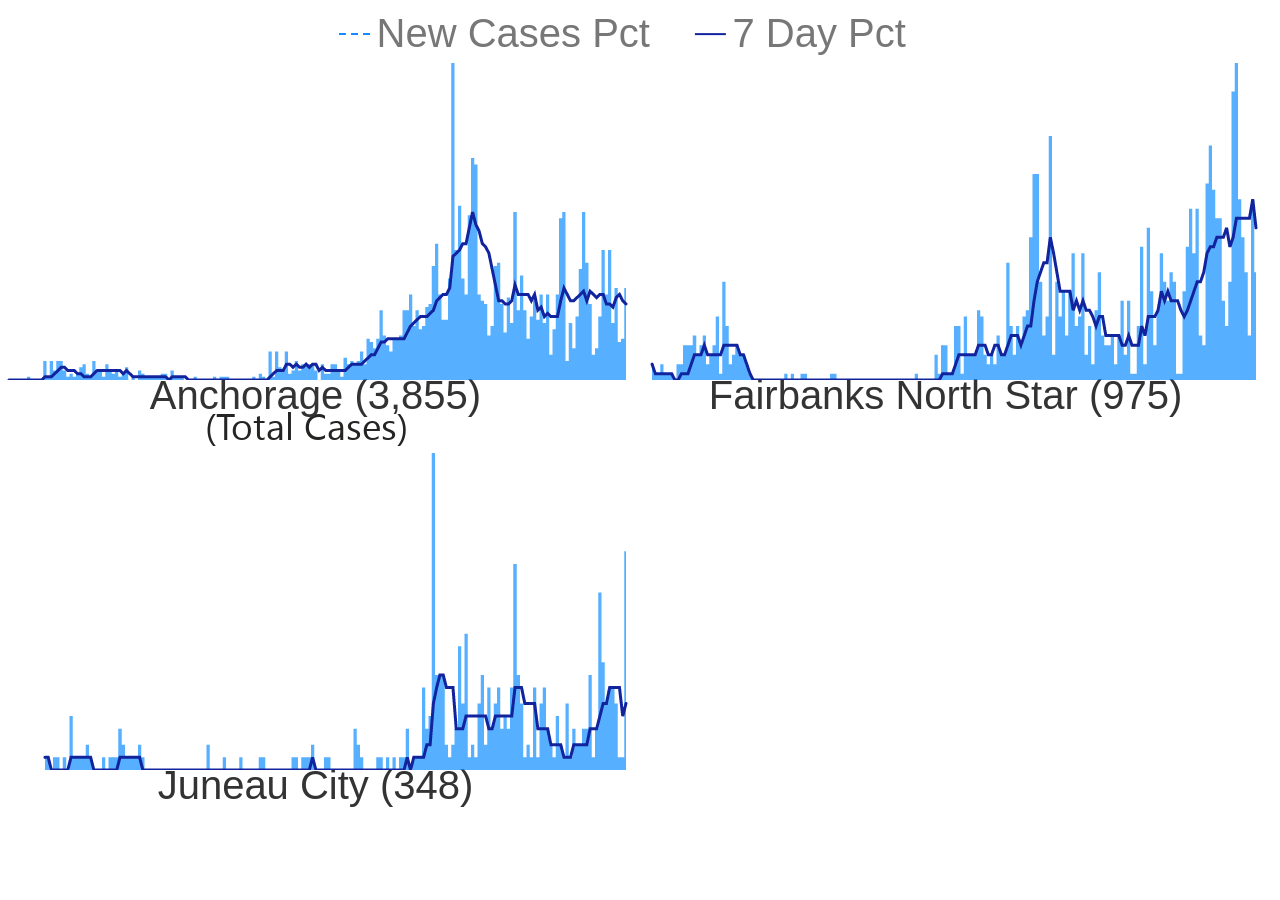 New Cases Pct 7 Day Pct
Anchorage (3,855) Fairbanks North Star (975)
(Total Cases)
Juneau City (348)